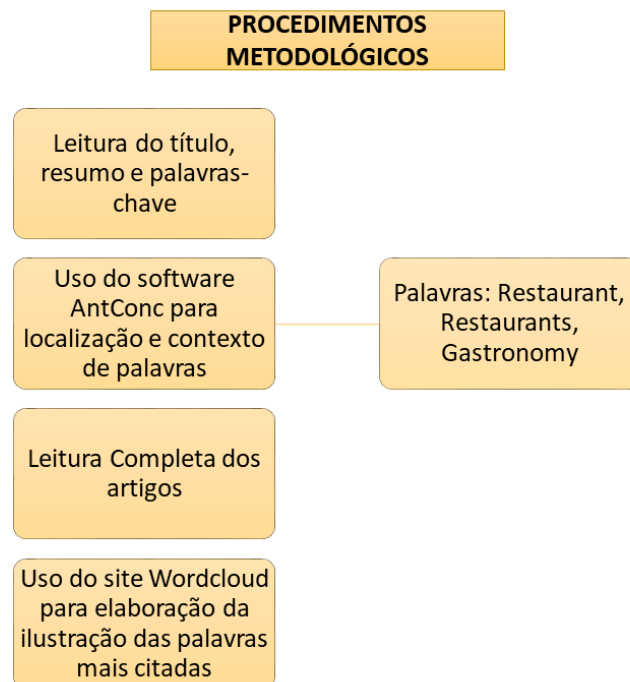 PROCEDIMENTOS
METODOLÓGICOS
Leitura do título,
resumo e palavras-
chave
Uso do software
AntConc para
localização e contexto
de palavras
Palavras: Restaurant,
Restaurants,
Gastronomy
Leitura Completa dos
artigos
Uso do site Wordcloud
para elaboração da
ilustração das palavras
mais citadas